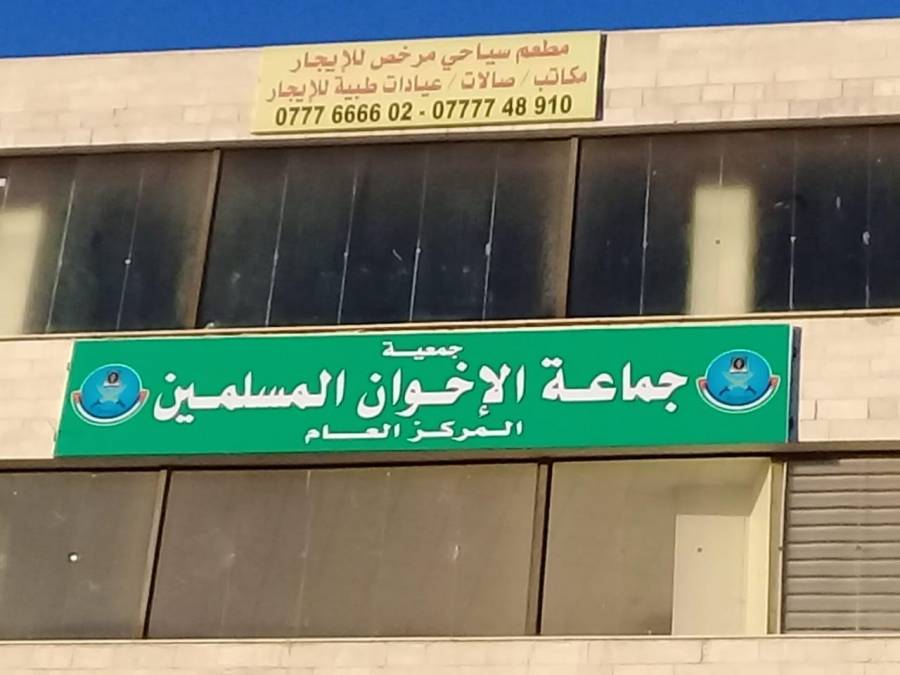 مطعم سياحي مرخص للإيجار
مكاتب/ صالات/ عيادات طبية للإيجار
0777 6666 02 - 07777 48 910
جمعية
جماعة الإخوان المسلمين
المركز العام